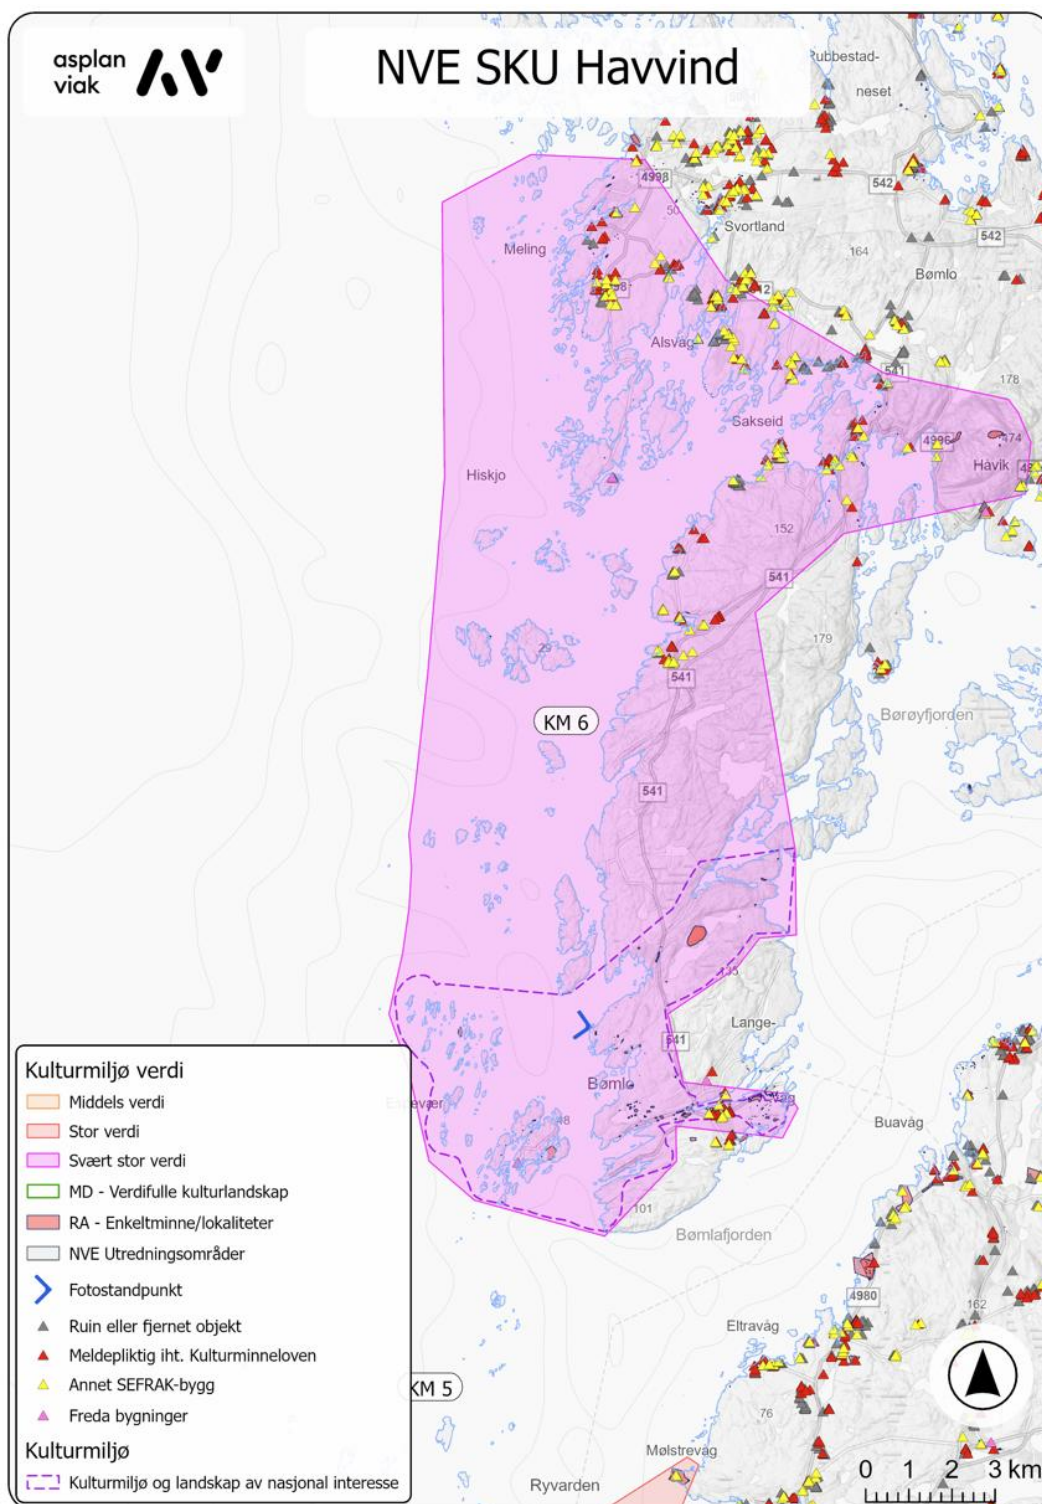 asplan
viak
NVE SKU Havvind
Rubbestad-
neset
4998
542
50
Svortland
542
Meling
164
Bømlo
Alsvåg
541
178
Sakseid
4996
474
Håvik
Hiskjo
152
541
179
29
541
Børøyfjorden
KM 6
541
Lange-
541
Bømlo
Espevær
våg
Buavåg
101
Bømlafjorden
4980
162
Eltravåg
KM 5
76
Mølstrevåg
Ryvarden
0 1 2 3 km
Kulturmiljø verdi
Middels verdi
Stor verdi
Svært stor verdi
MD - Verdifulle kulturlandskap
RA - Enkeltminne/lokaliteter
NVE Utredningsområder
Fotostandpunkt
Ruin eller fjernet objekt
Meldepliktig iht. Kulturminneloven
Annet SEFRAK-bygg
Freda bygninger
Kulturmiljø
Kulturmiljø og landskap av nasjonal interesse